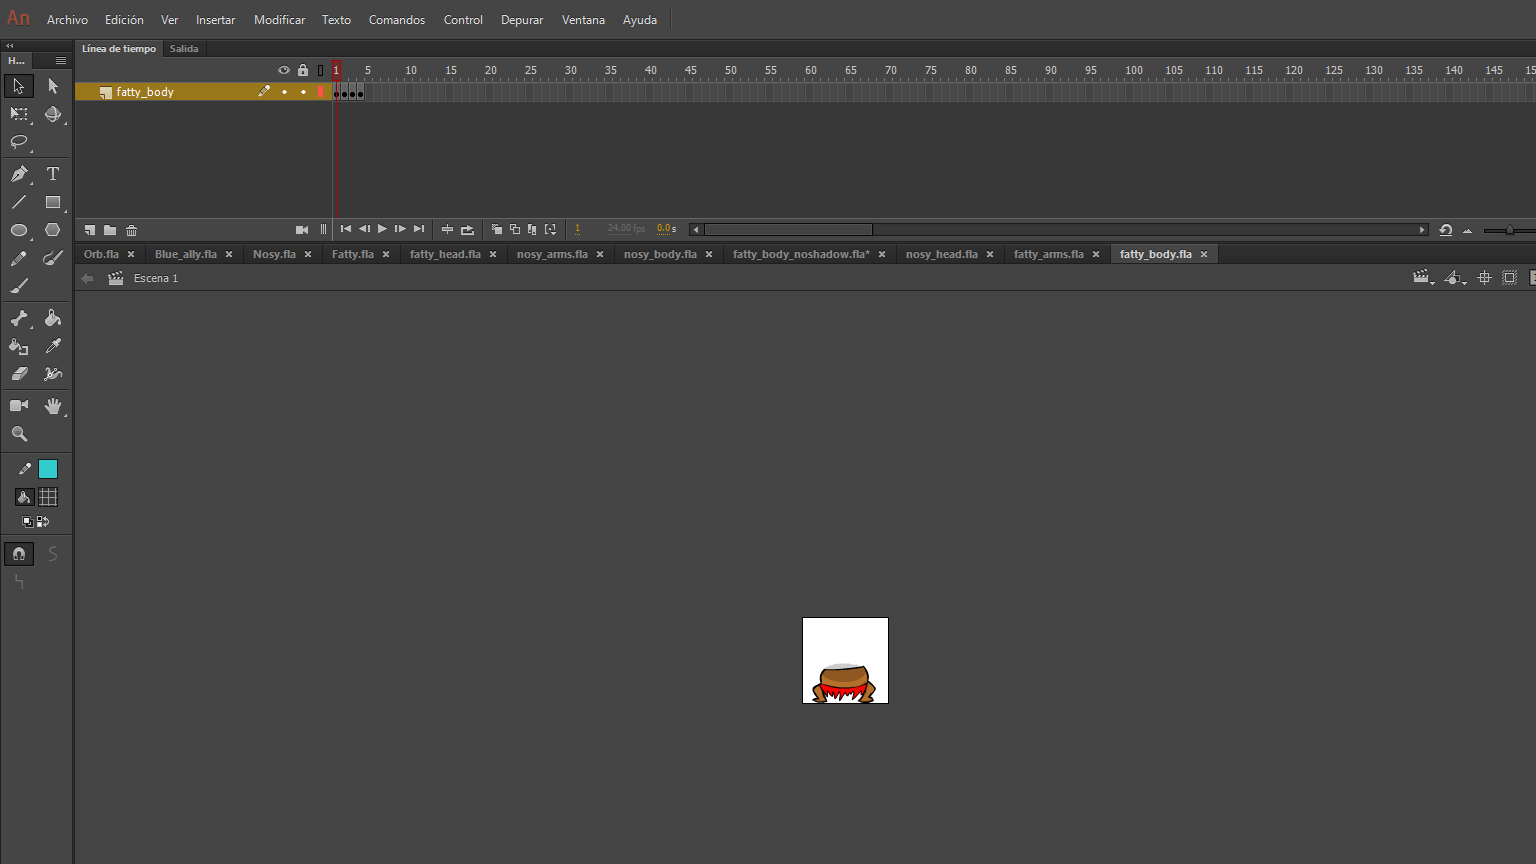 An Archivo Edición Ver Insertar Modificar Texto Comandos Control Depurar Ventana Ayuda
H... Línea de tiempo Salida
1 5 10 15 20 25 30 35 40 45 50 55 60 65 70 75 80 85 90 95 100 105 110 115 120 125 130 135 140 145
fatty_body
1 24.00 fps 0.0 s
Orb.fla Blue_ally.fla Nosy.fla Fatty.fla fatty_head.fla nosy_arms.fla nosy_body.fla fatty_body_noshadow.fla* nosy_head.fla fatty_arms.fla fatty_body.fla
Escena 1